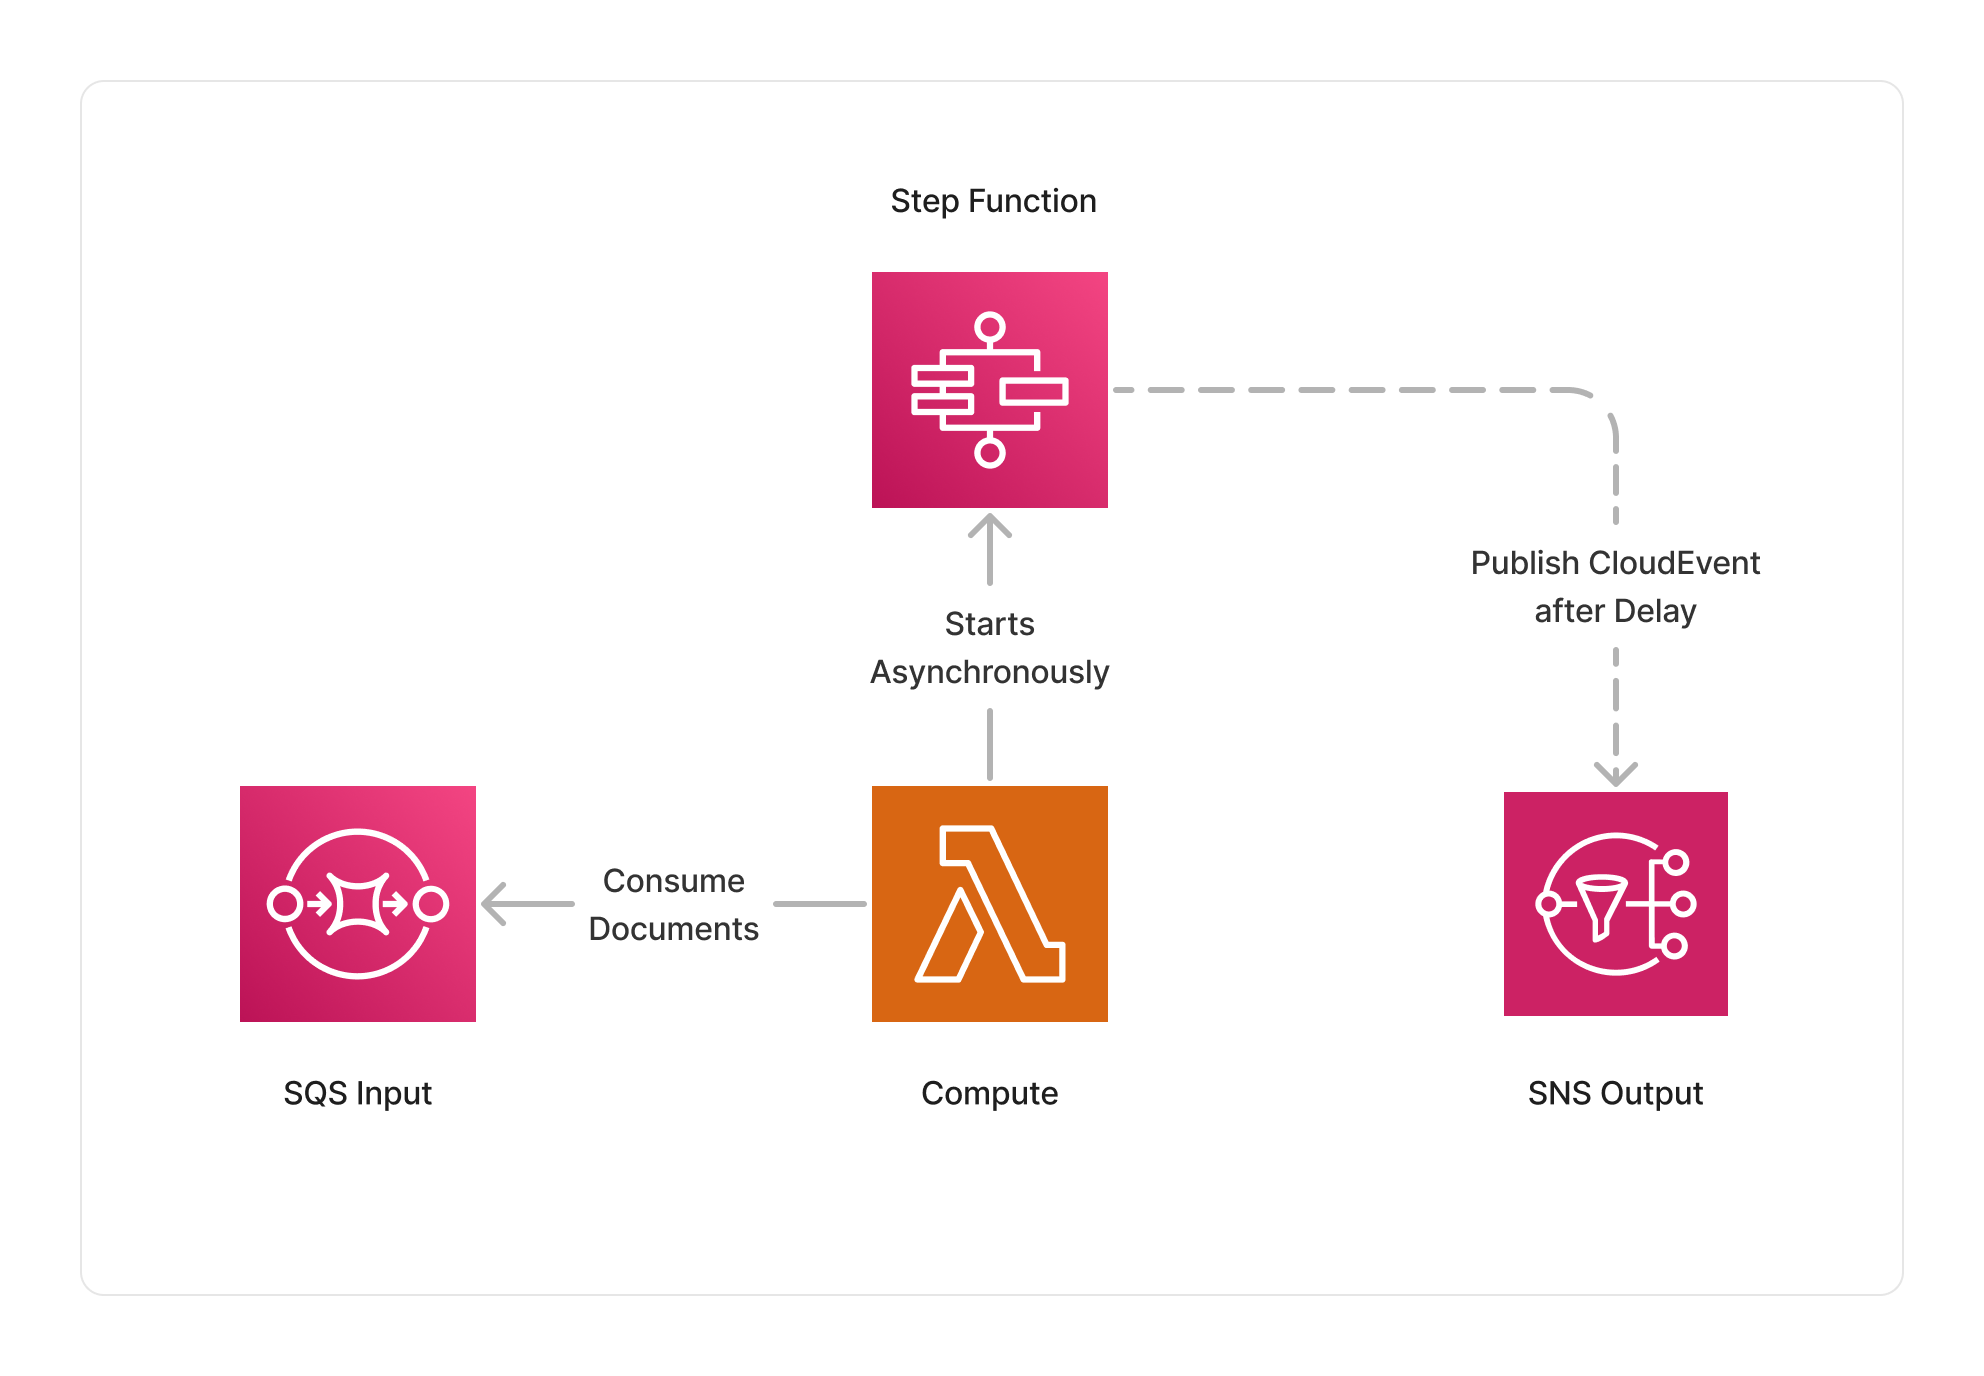 Step Function
Publish CloudEvent
after Delay
Starts
Asynchronously
Consume
Documents
SQS Input
Compute
SNS Output